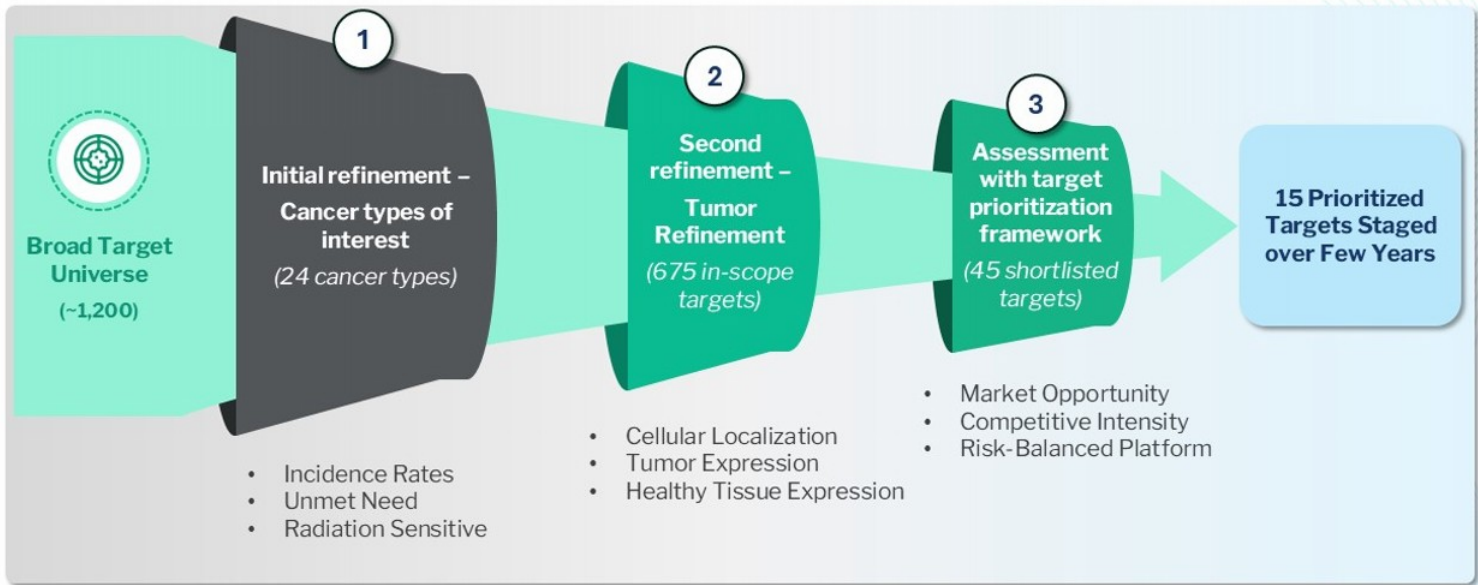 Broad Target
Universe
(~1,200)
1
Initial refinement –
Cancer types of
interest
(24 cancer types)
• Incidence Rates
• Unmet Need
• Radiation Sensitive
2
Second
refinement –
Tumor
Refinement
(675 in-scope
targets)
• Cellular Localization
• Tumor Expression
• Healthy Tissue Expression
3
Assessment
with target
prioritization
framework
(45 shortlisted
targets)
• Market Opportunity
• Competitive Intensity
• Risk-Balanced Platform
15 Prioritized
Targets Staged
over Few Years